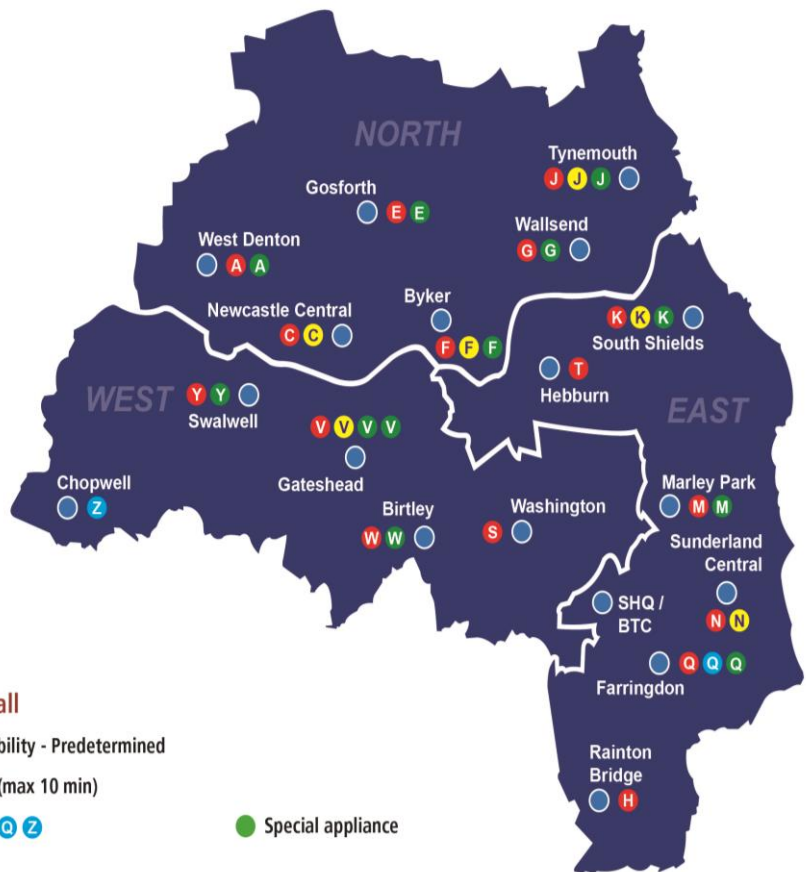 NORTH
Tynemouth
J J J
Gosforth
E E
Wallsend
G G
West Denton
A A
Newcastle Central
C C
Byker
F F F
K K K
South Shields
T
Hebburn
WEST
EAST
Y Y
Swalwell
V V V V
Gateshead
Chopwell
Z
Birtley
W W
Washington
S
Marley Park
M M
Sunderland
Central
N N
SHQ /
BTC
Q Q Q
Farringdon
Rainton
Bridge
H
all
bility - Predetermined
(max 10 min)
Q Z
Special appliance